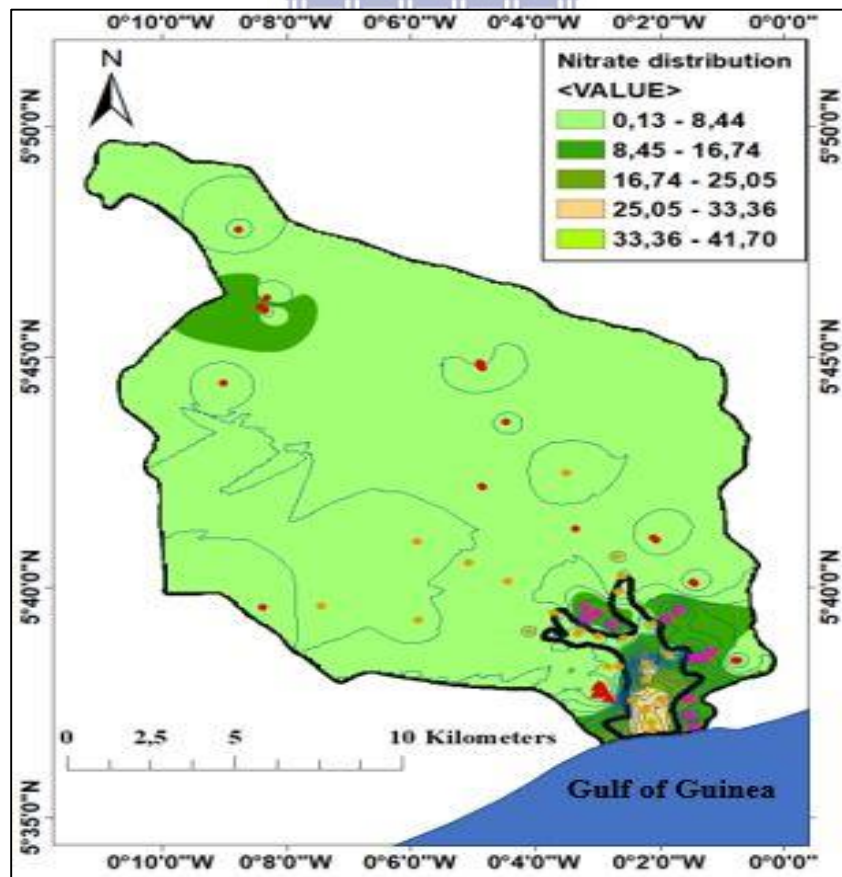 0°10'0"W 0°8'0"W 0°6'0"W 0°4'0"W 0°2'0"W 0°0'0"
N
Nitrate distribution
<VALUE>
0,13 - 8,44
8,45 - 16,74
16,74 - 25,05
25,05 - 33,36
33,36 - 41,70
5°50'0"N
5°50'0"N
5°45'0"N
5°45'0"N
5°40'0"N
5°40'0"N
5°35'0"N
5°35'0"N
0 2,5 5 10 Kilometers
Gulf of Guinea
0°10'0"W 0°8'0"W 0°6'0"W 0°4'0"W 0°2'0"W 0°0'0"